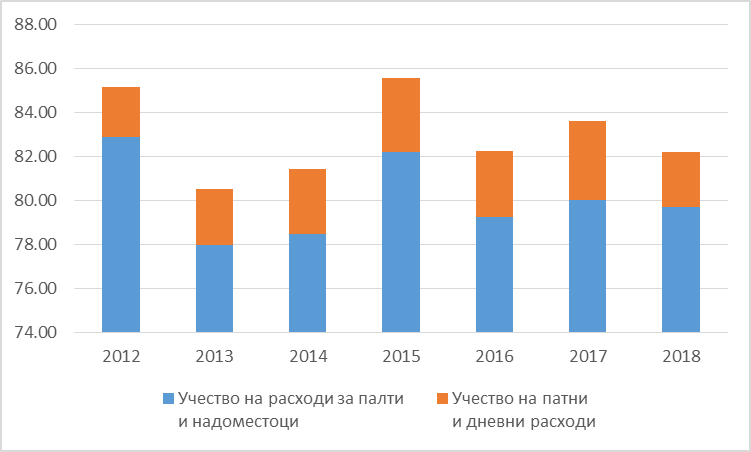 88.00
86.00
84.00
82.00
80.00
78.00
76.00
74.00
2012 2013 2014 2015 2016 2017 2018
Учество на расходи за палти
и надоместоци
Учество на патни
и дневни расходи